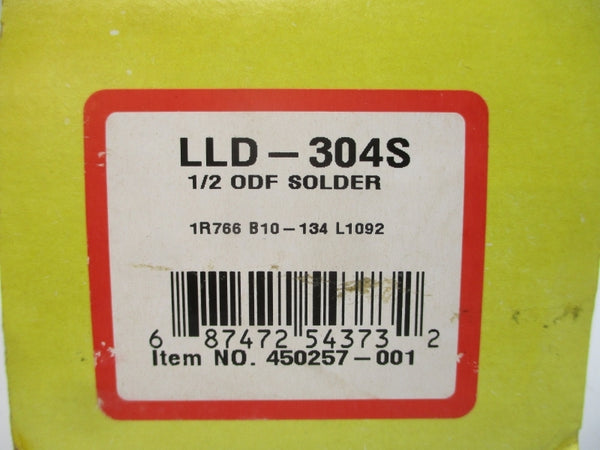 LLD-304S
1/2 ODF SOLDER
1R766 B10-134 L1092
6 87472 54373 2
Item NO. 450257-001